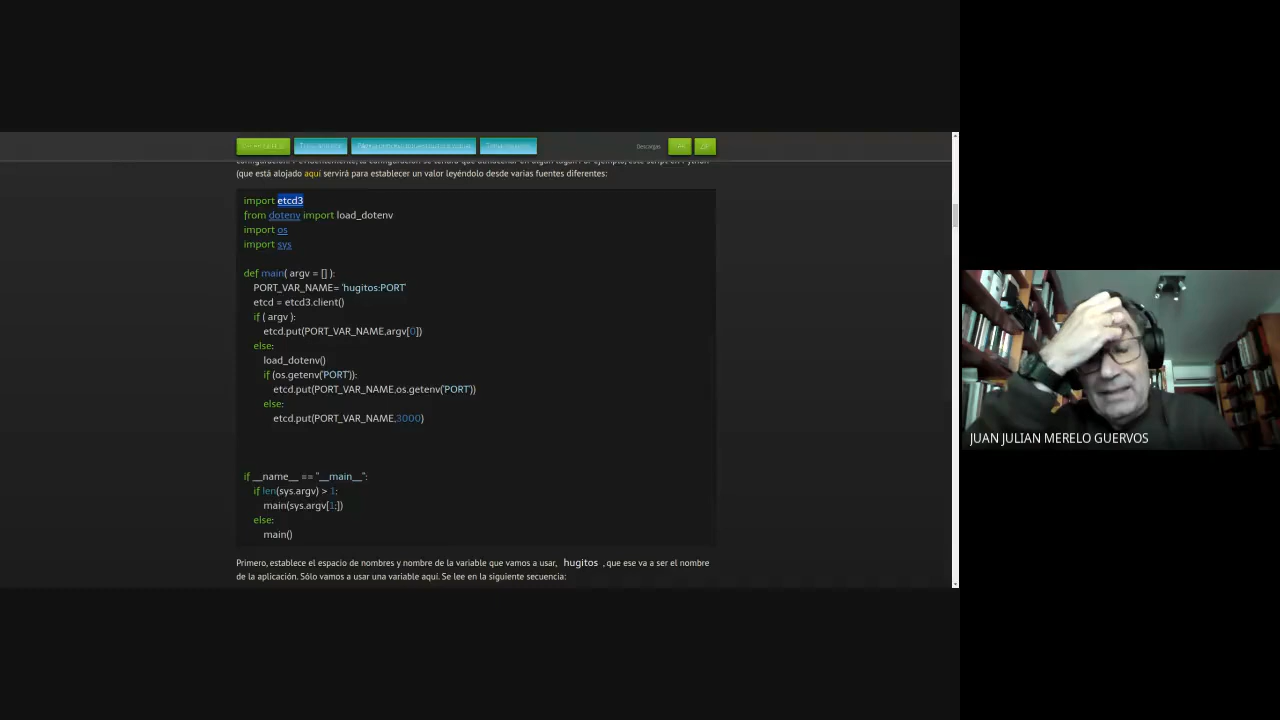 Descargas
(que está alojado aquí servirá para establecer un valor leyéndolo desde varias fuentes diferentes:
import etcd3
from dotenv import load_dotenv
import os
import sys
def main( argv = [] ):
PORT_VAR_NAME= 'hugitos:PORT'
etcd = etcd3.client()
if ( argv ):
etcd.put(PORT_VAR_NAME,argv[0])
else:
load_dotenv()
if (os.getenv('PORT')):
etcd.put(PORT_VAR_NAME,os.getenv('PORT'))
else:
etcd.put(PORT_VAR_NAME,3000)
if __name__ == "__main__":
if len(sys.argv) > 1:
main(sys.argv[1:])
else:
main()
Primero, establece el espacio de nombres y nombre de la variable que vamos a usar, hugitos , que ese va a ser el nombre
de la aplicación. Sólo vamos a usar una variable aquí. Se lee en la siguiente secuencia:
JUAN JULIAN MERELO GUERVOS